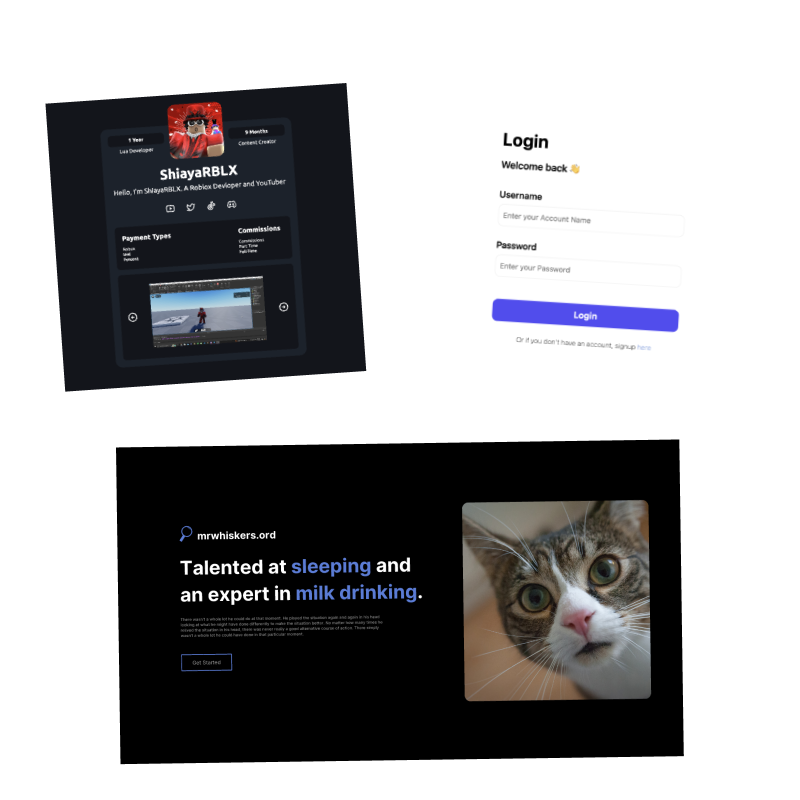 1 Year
Lua Developer
5 Months
Content Creator
ShiayaRBLX
Hello, I'm ShiayaRBLX. A Roblox Devloper and YouTuber
Payment Types
Robux
Paypal
Commissions
Commissions
Part Time
Full-Time
Login
Welcome back 👋
Username
Enter your Account Name
Password
Enter your Password
Login
Or if you don't have an account, signup here
mrwhiskers.ord
Talented at sleeping and
an expert in milk drinking.
There wasn't a whole lot he could do at that moment. He played the situation again and again in his head
looking at what he might have done differently to make the situation better. No matter how many times he
relived the situation in his head, there was never really a good alternative course of action. There simply
wasn't a whole lot he could have done in that particular moment.
Get Started